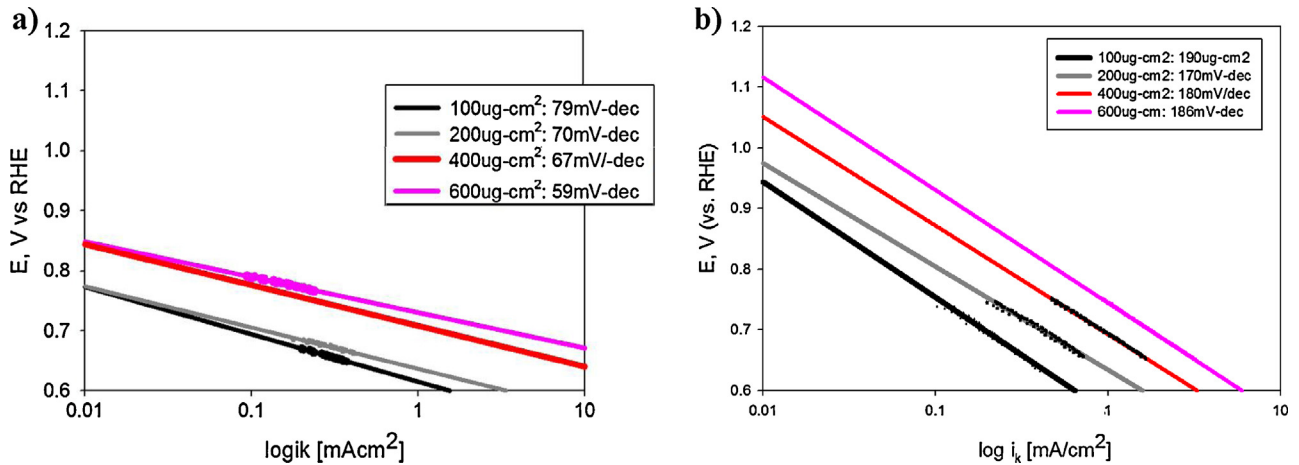 a)
1.2
1.1
1.0
0.9
0.8
0.7
0.6
E, V vs RHE
0.01
0.1
1
10
logik [mAcm²]
100ug-cm²: 79mV-dec
200ug-cm²: 70mV-dec
400ug-cm²: 67mV/-dec
600ug-cm²: 59mV-dec
b)
1.2
1.1
1.0
0.9
0.8
0.7
0.6
E, V (vs. RHE)
0.01
0.1
1
10
log iₖ [mA/cm²]
100ug-cm2: 190ug-cm2
200ug-cm2: 170mV-dec
400ug-cm2: 180mV/dec
600ug-cm: 186mV-dec